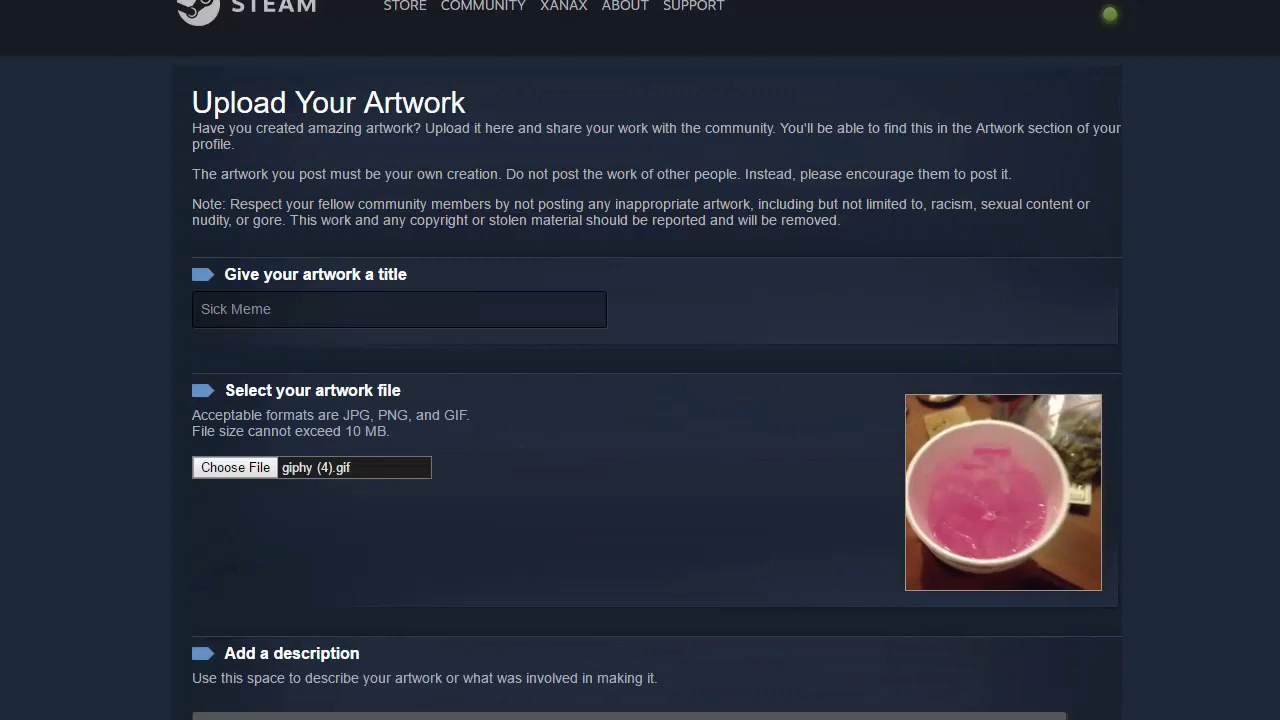 STEAM
STORE COMMUNITY XANAX ABOUT SUPPORT
Upload Your Artwork
Have you created amazing artwork? Upload it here and share your work with the community. You'll be able to find this in the Artwork section of your
profile.
The artwork you post must be your own creation. Do not post the work of other people. Instead, please encourage them to post it.
Note: Respect your fellow community members by not posting any inappropriate artwork, including but not limited to, racism, sexual content or
nudity, or gore. This work and any copyright or stolen material should be reported and will be removed.
Give your artwork a title
Sick Meme
Select your artwork file
Acceptable formats are JPG, PNG, and GIF.
File size cannot exceed 10 MB.
Choose File giphy (4).gif
Add a description
Use this space to describe your artwork or what was involved in making it.